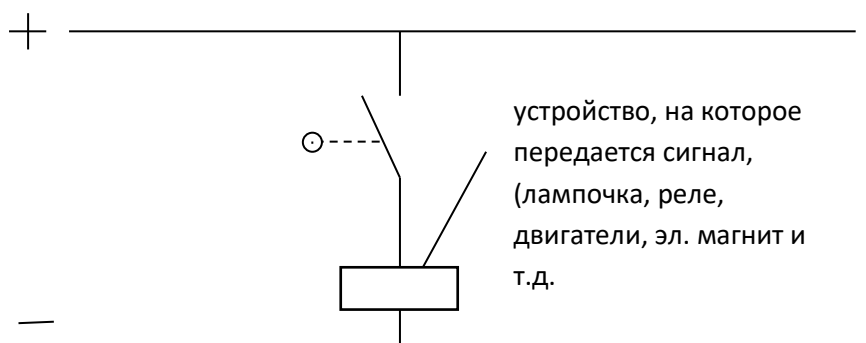 устройство, на которое
передается сигнал,
(лампочка, реле,
двигатели, эл. магнит и
т.д.